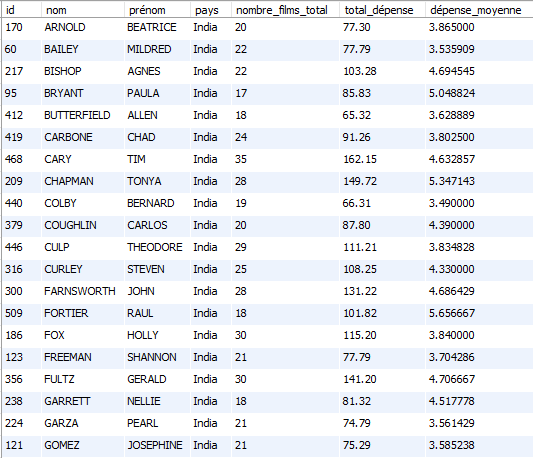 id nom prénom pays nombre_films_total total_dépense dépense_moyenne
170 ARNOLD BEATRICE India 20 77.30 3.865000
60 BAILEY MILDRED India 22 77.79 3.535909
217 BISHOP AGNES India 22 103.28 4.694545
95 BRYANT PAULA India 17 85.83 5.048824
412 BUTTERFIELD ALLEN India 18 65.32 3.628889
419 CARBONE CHAD India 24 91.26 3.802500
468 CARY TIM India 35 162.15 4.632857
209 CHAPMAN TONYA India 28 149.72 5.347143
440 COLBY BERNARD India 19 66.31 3.490000
379 COUGHLIN CARLOS India 20 87.80 4.390000
446 CULP THEODORE India 29 111.21 3.834828
316 CURLEY STEVEN India 25 108.25 4.330000
300 FARNSWORTH JOHN India 28 131.22 4.686429
509 FORTIER RAUL India 18 101.82 5.656667
186 FOX HOLLY India 30 115.20 3.840000
123 FREEMAN SHANNON India 21 77.79 3.704286
356 FULTZ GERALD India 30 141.20 4.706667
238 GARRETT NELLIE India 18 81.32 4.517778
224 GARZA PEARL India 21 74.79 3.561429
121 GOMEZ JOSEPHINE India 21 75.29 3.585238